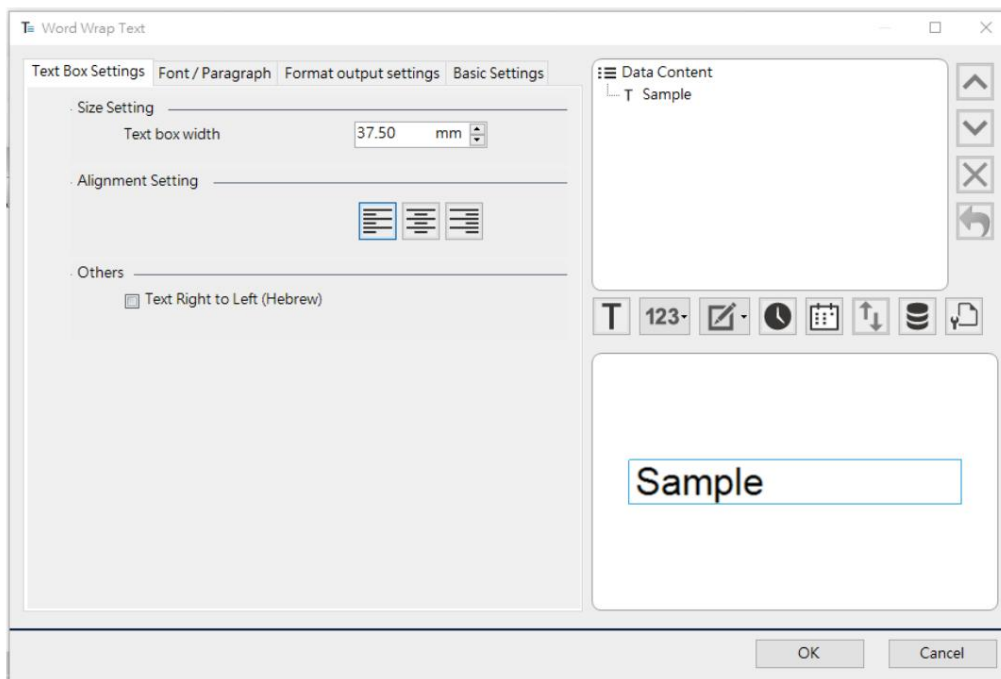 Word Wrap Text
Text Box Settings Font / Paragraph Format output settings Basic Settings
Size Setting
Text box width 37.50 mm
Alignment Setting
Others
Text Right to Left (Hebrew)
Data Content
T Sample
T 123
Sample
OK Cancel